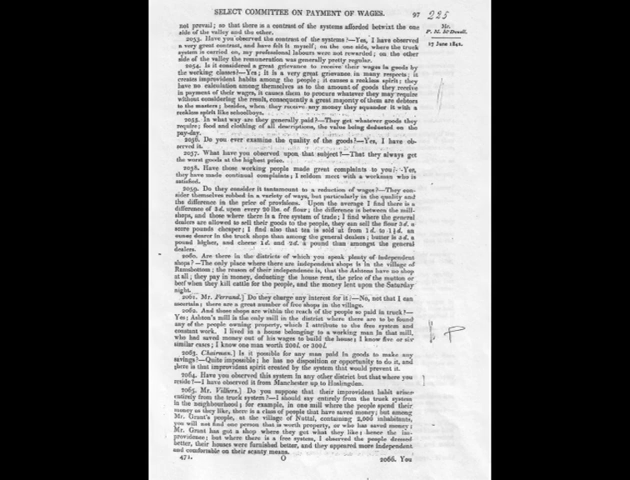 SELECT COMMITTEE ON PAYMENT OF WAGES. 97 225
not prevail; so that there is a contrast of the systems afforded betwixt the one
side of the valley and the other.
Mr.
P. M. McDouall.
17 June 1842.
2053. Have you observed the contrast of the systems?—Yes, I have observed
a very great contrast, and have felt it myself; on the one side, where the truck
system is carried on, my professional labours were not rewarded; on the other
side of the valley the remuneration was generally pretty regular.
2054. Is it considered a great grievance to receive their wages in goods by
the working classes?—Yes; it is a very great grievance in many respects; it
creates improvident habits among the people; it causes a reckless spirit; they
have no calculation among themselves as to the amount of goods they receive
in payment of their wages, it causes them to procure whatever they may require
without considering the result, consequently a great majority of them are debtors
to the masters; besides, when they receive any money they squander it with a
reckless spirit like schoolboys.
2055. In what way are they generally paid?—They get whatever goods they
require; food and clothing of all descriptions, the value being deducted on the
pay-day.
2056. Do you ever examine the quality of the goods?—Yes, I have ob-
served it.
2057. What have you observed upon that subject?—That they always get
the worst goods at the highest price.
2058. Have those working people made great complaints to you?—Yes,
they have made continual complaints; I seldom meet with a workman who is
satisfied.
2059. Do they consider it tantamount to a reduction of wages?—They con-
sider themselves robbed in a variety of ways, but particularly in the quality and
the difference in the price of provisions. Upon the average I find there is a
difference of 3d. upon every 20 lbs. of flour; the difference is between the mill-
shops, and those where there is a free system of trade; I find where the general
dealers are allowed to sell their goods to the people, they can sell the flour 3d. a
score pounds cheaper; I find also that tea is sold at from 1d. to 1½d. an
ounce dearer in the truck shops than among the general dealers; butter is 2d. a
pound higher, and cheese 1d. and 2d. a pound amongst the general
dealers.
2060. Are there in the districts of which you speak plenty of independent
shops?—The only place where there are independent shops is in the village of
Ramsbottom; the reason of their independence is, that the Ashtons have no shop
at all; they pay in money, deducting the house rent, the price of the mutton or
beef when they kill cattle for the people, and the money lent upon the Saturday
night.
2061. Mr. Ferrand.] Do they charge any interest for it?—No, not that I can
ascertain; there are a great number of free shops in the village.
2062. And those shops are within the reach of the people so paid in truck?—
Yes; Ashton's mill is the only mill in the district where there are to be found
any of the people owning property, which I attribute to the free system and
constant work. I lived in a house belonging to a working man in that mill,
who had saved money out of his wages to build the house; I know five or six
similar cases; I know one man worth 200l. or 300l.
2063. Chairman.] Is it possible for any man paid in goods to make any
savings?—Quite impossible; he has no disposition or opportunity to do it, and
there is that improvident spirit created by the system that would prevent it.
2064. Have you observed this system in any other district but that where you
reside?—I have observed it from Manchester up to Haslingden.
2065. Mr. Villiers.] Do you suppose that their improvident habit arises
entirely from the truck system?—I should say entirely from the truck system
in the neighbourhood; for example, in one mill where the people spend their
money as they like, there is a class of people that have saved money; but among
Mr. Grant's people, at the village of Nuttal, containing 2,000 inhabitants,
you will not find one person that is worth property, or who has saved money;
Mr. Grant has got a shop where they got what they like; hence the im-
providence; but where there is a free system, I observed the people dressed
better, their houses were furnished better, and they appeared more independent
and comfortable on their scanty means.
471. O 2066. You